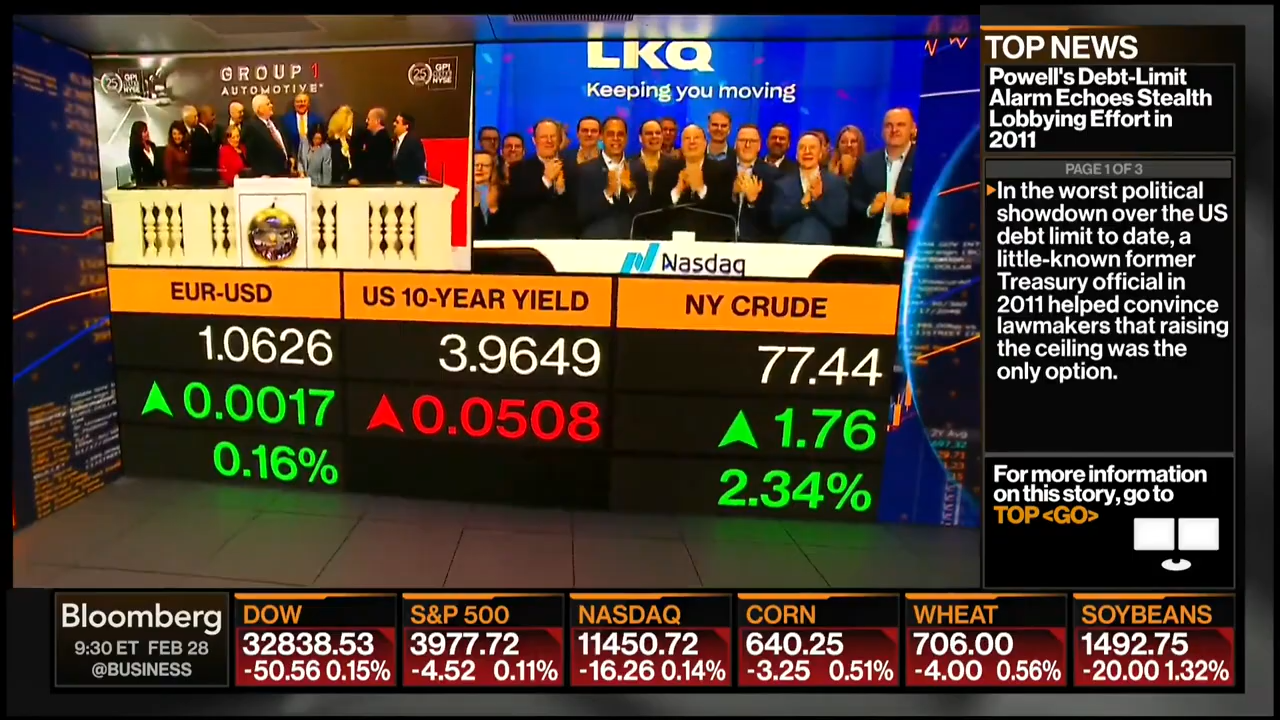 GROUP 1
AUTOMOTIVE
25
GPI
NYSE
25
GPI
NYSE
LKQ
Keeping you moving
Nasdaq
EUR-USD
1.0626
▲0.0017
0.16%
US 10-YEAR YIELD
3.9649
▲0.0508
NY CRUDE
77.44
▲1.76
2.34%
TOP NEWS
Powell's Debt-Limit
Alarm Echoes Stealth
Lobbying Effort in
2011
PAGE 1 OF 3
In the worst political
showdown over the US
debt limit to date, a
little-known former
Treasury official in
2011 helped convince
lawmakers that raising
the ceiling was the
only option.
For more information
on this story, go to
TOP <GO>
Bloomberg
9:30 ET FEB 28
@BUSINESS
DOW
32838.53
-50.56 0.15%
S&P 500
3977.72
-4.52 0.11%
NASDAQ
11450.72
-16.26 0.14%
CORN
640.25
-3.25 0.51%
WHEAT
706.00
-4.00 0.56%
SOYBEANS
1492.75
-20.00 1.32%